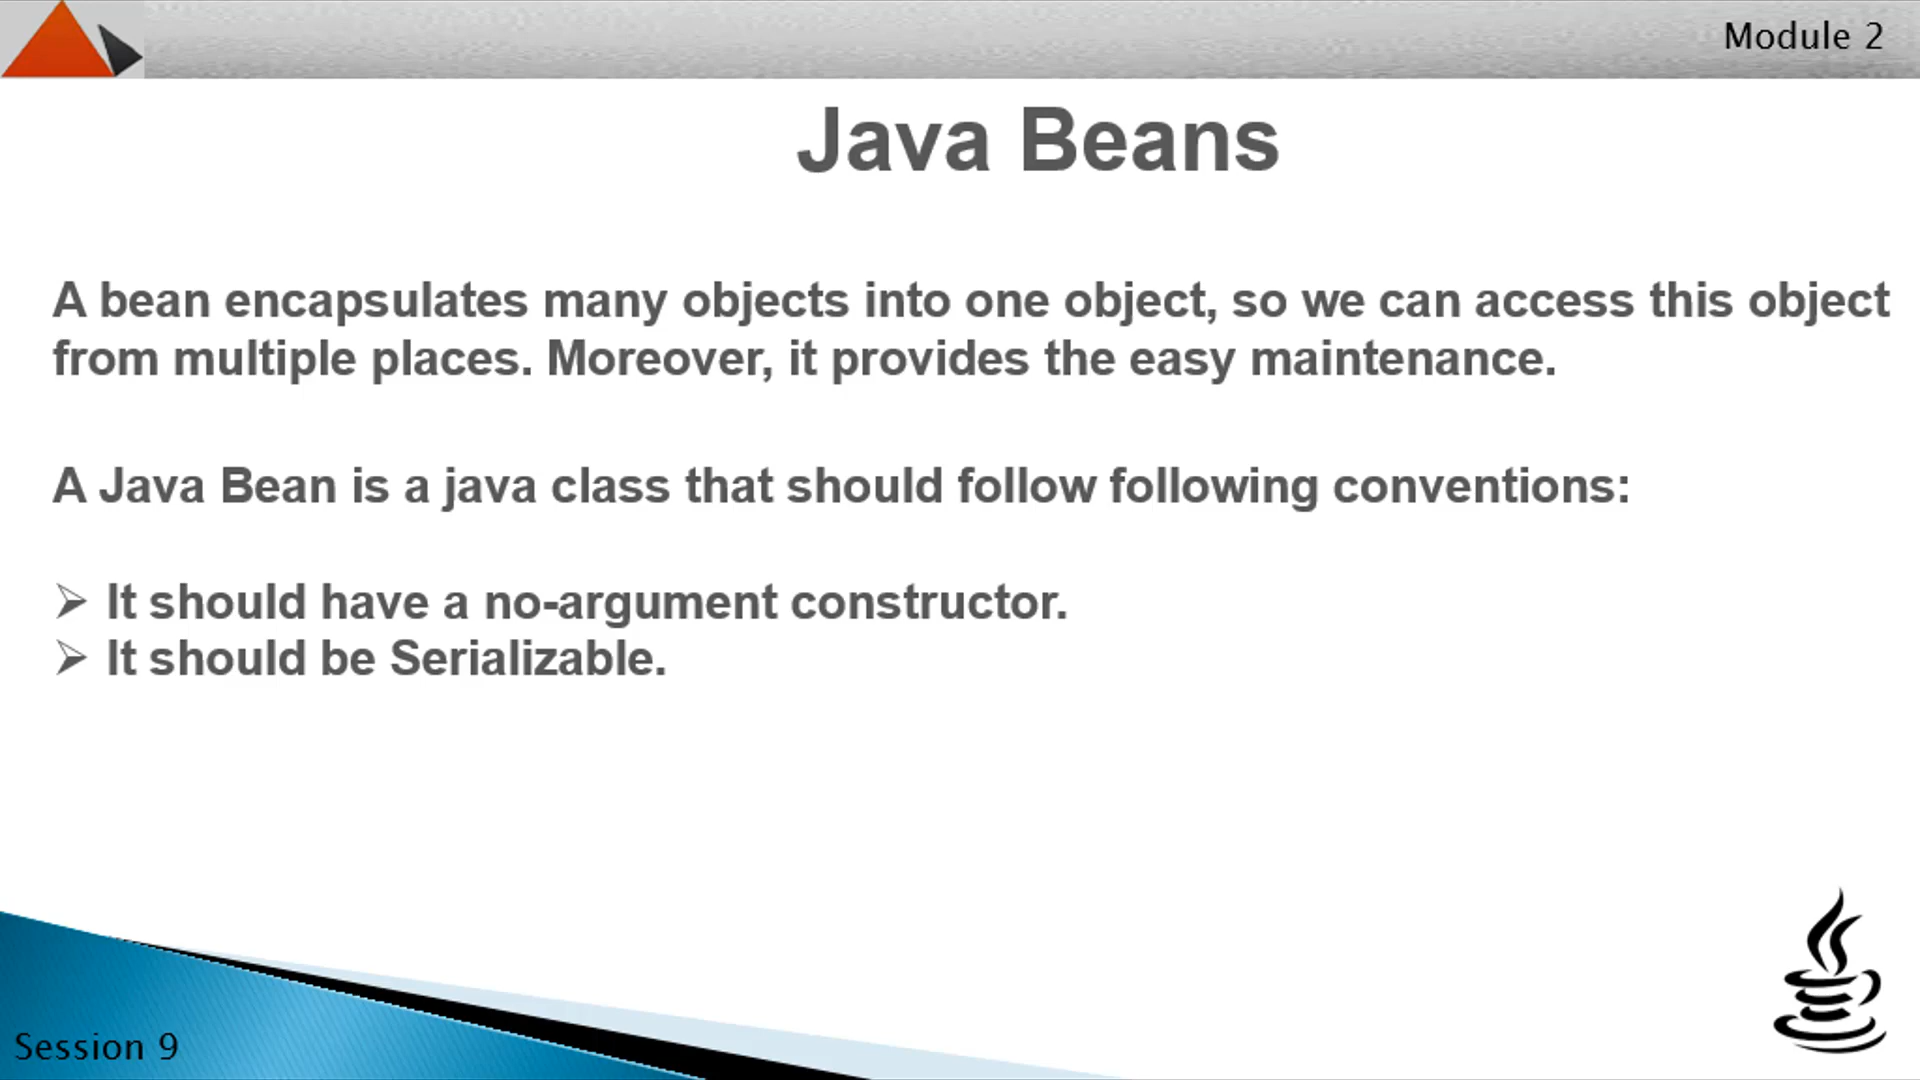 Module 2
Java Beans
A bean encapsulates many objects into one object, so we can access this object
from multiple places. Moreover, it provides the easy maintenance.
A Java Bean is a java class that should follow following conventions:
➢ It should have a no-argument constructor.
➢ It should be Serializable.
Session 9